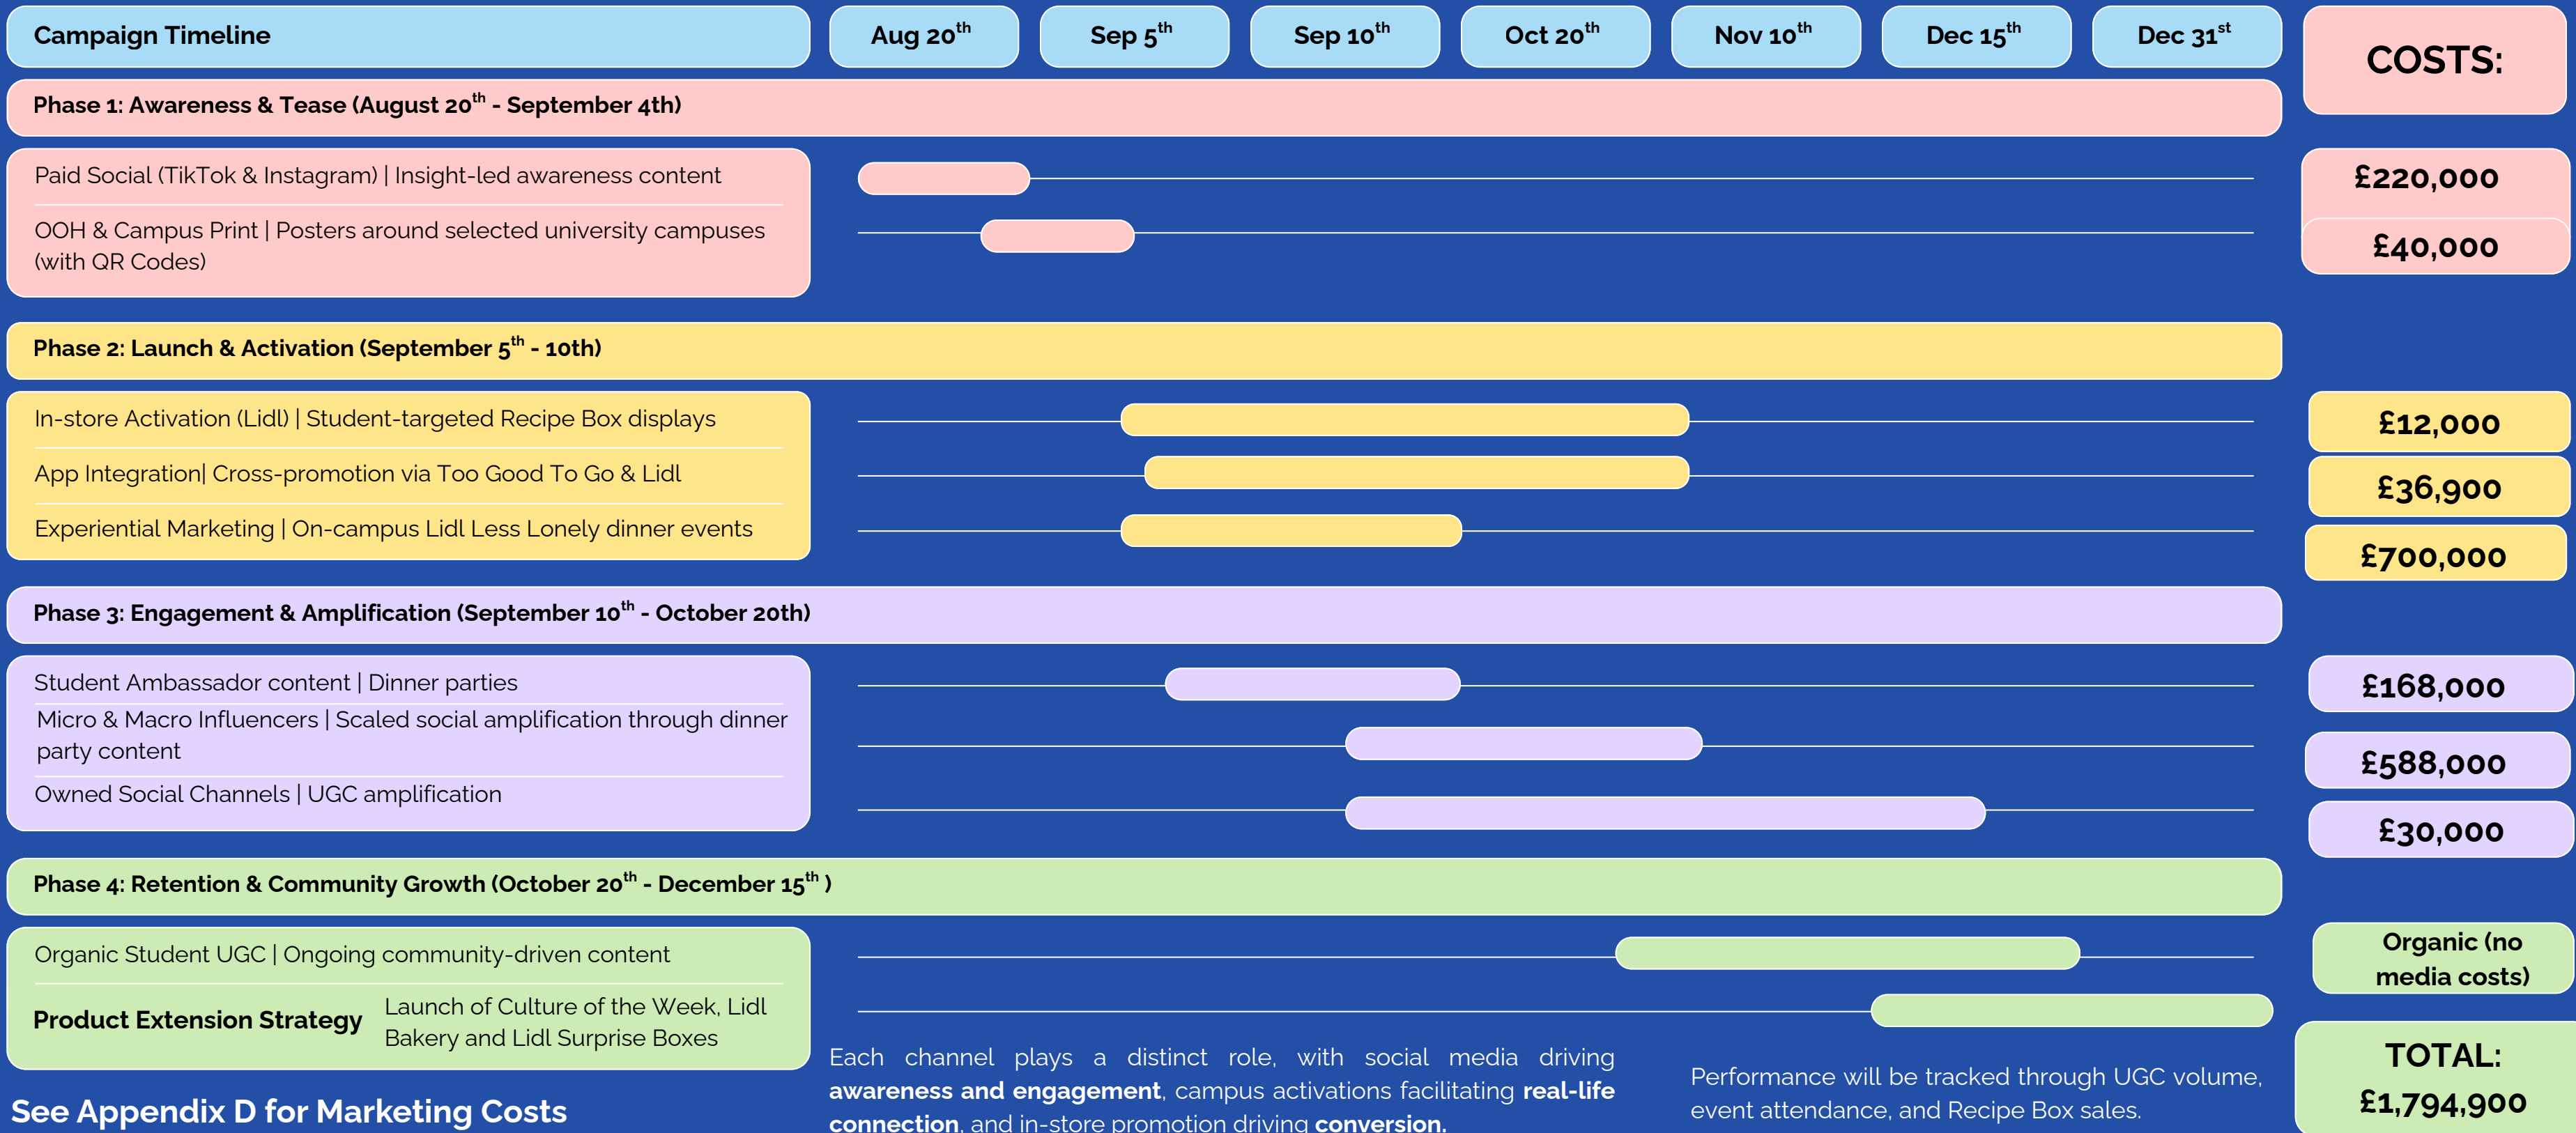 Campaign Timeline Aug 20th Sep 5th Sep 10th Oct 20th Nov 10th Dec 15th Dec 31st COSTS:
Phase 1: Awareness & Tease (August 20th - September 4th)
Paid Social (TikTok & Instagram) | Insight-led awareness content £220,000
OOH & Campus Print | Posters around selected university campuses
(with QR Codes) £40,000
Phase 2: Launch & Activation (September 5th - 10th)
In-store Activation (Lidl) | Student-targeted Recipe Box displays £12,000
App Integration| Cross-promotion via Too Good To Go & Lidl £36,900
Experiential Marketing | On-campus Lidl Less Lonely dinner events £700,000
Phase 3: Engagement & Amplification (September 10th - October 20th)
Student Ambassador content | Dinner parties £168,000
Micro & Macro Influencers | Scaled social amplification through dinner
party content £588,000
Owned Social Channels | UGC amplification £30,000
Phase 4: Retention & Community Growth (October 20th - December 15th )
Organic Student UGC | Ongoing community-driven content
Organic (no
media costs)
Product Extension Strategy
Launch of Culture of the Week, Lidl
Bakery and Lidl Surprise Boxes
See Appendix D for Marketing Costs
Each channel plays a distinct role, with social media driving
awareness and engagement, campus activations facilitating real-life
connection, and in-store promotion driving conversion.
Performance will be tracked through UGC volume,
event attendance, and Recipe Box sales.
TOTAL:
£1,794,900